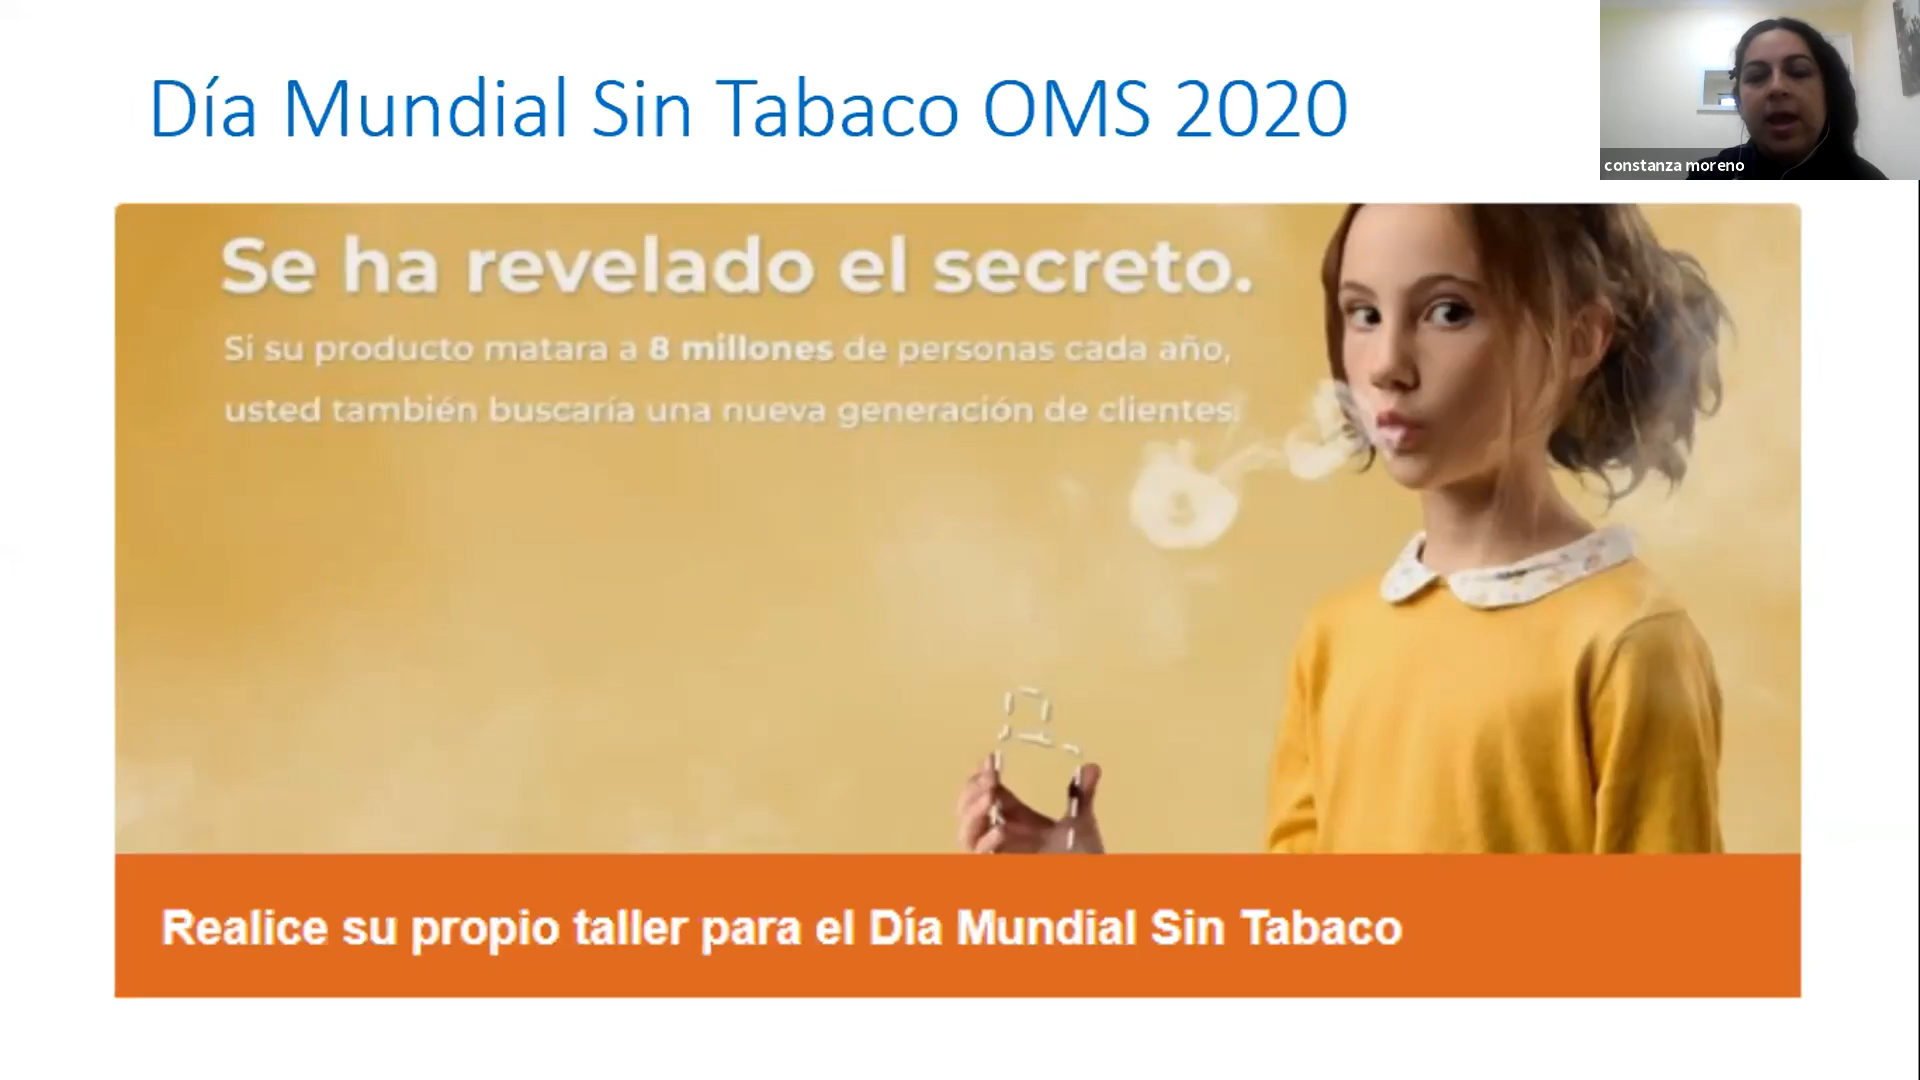 Día Mundial Sin Tabaco OMS 2020
constanza moreno
Se ha revelado el secreto.
Si su producto matara a 8 millones de personas cada año,
usted también buscaría una nueva generación de clientes.
Realice su propio taller para el Día Mundial Sin Tabaco